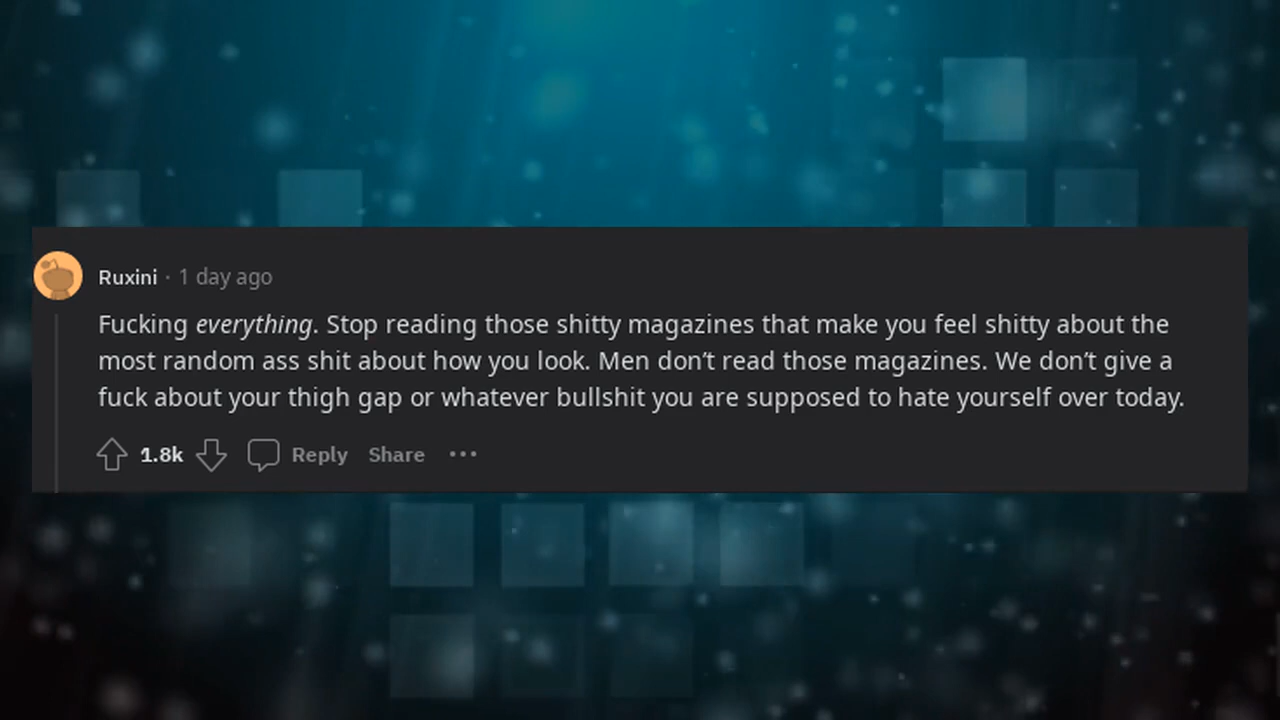 Ruxini · 1 day ago
Fucking everything. Stop reading those shitty magazines that make you feel shitty about the
most random ass shit about how you look. Men don’t read those magazines. We don’t give a
fuck about your thigh gap or whatever bullshit you are supposed to hate yourself over today.
1.8k Reply Share ···